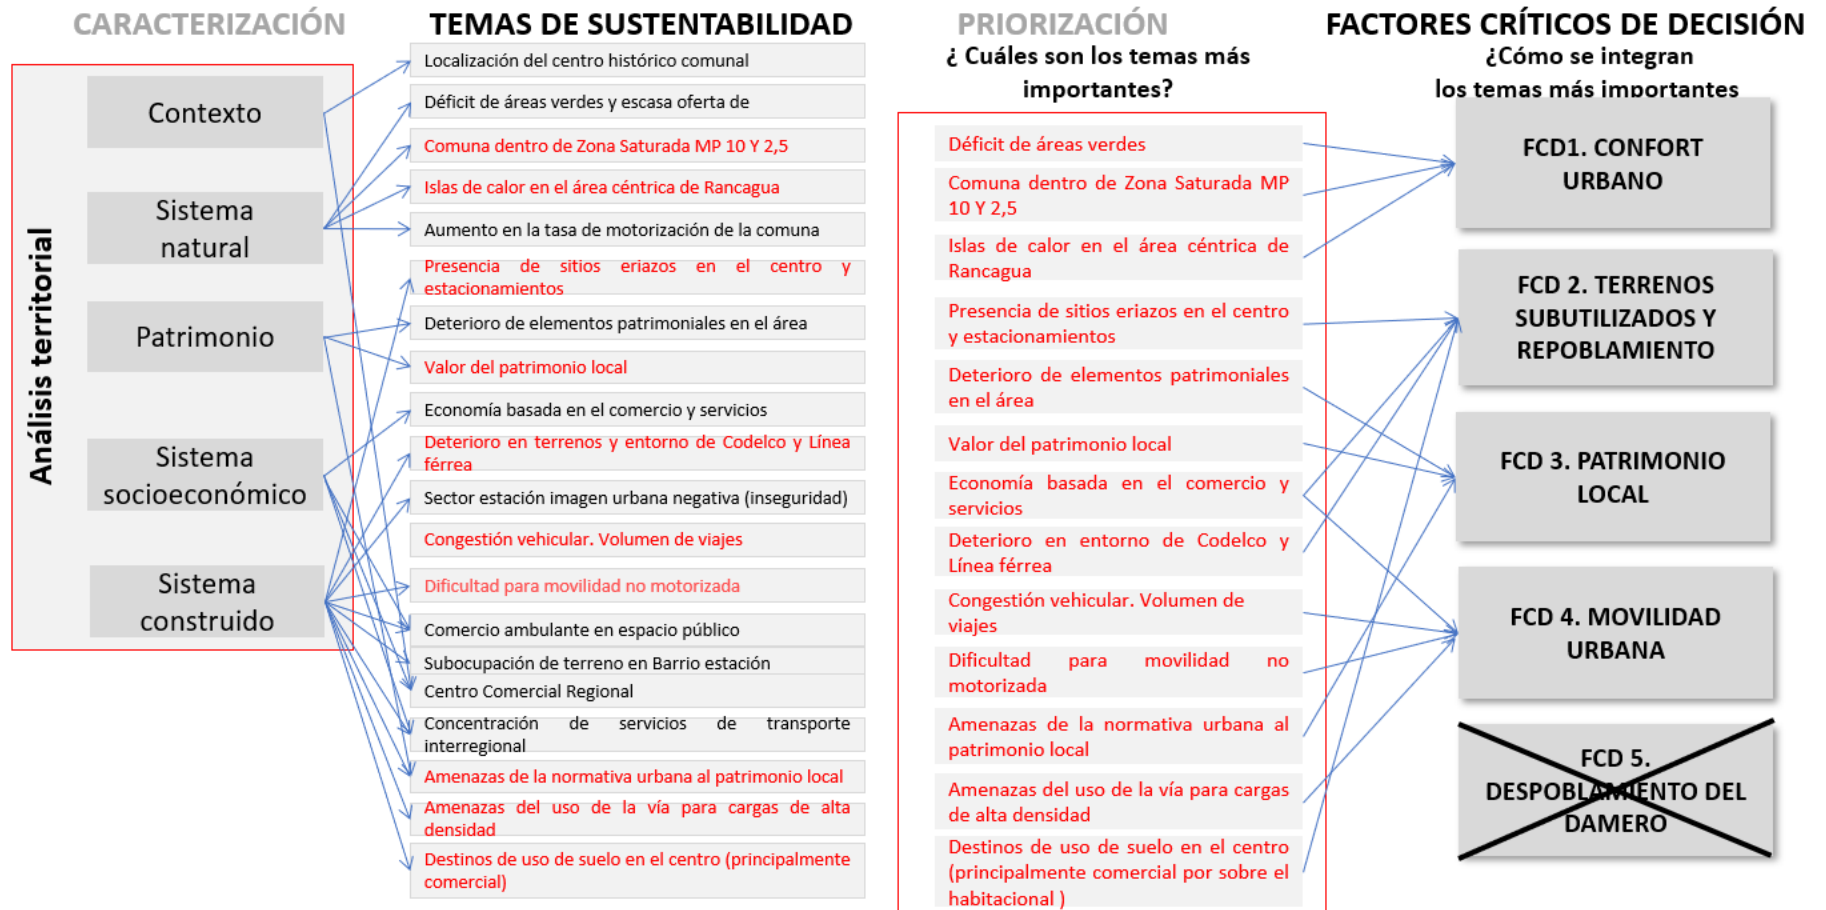 CARACTERIZACIÓN
Análisis territorial
Contexto
Sistema
natural
Patrimonio
Sistema
socioeconómico
Sistema
construido
TEMAS DE SUSTENTABILIDAD
Localización del centro histórico comunal
Déficit de áreas verdes y escasa oferta de
Comuna dentro de Zona Saturada MP 10 Y 2,5
Islas de calor en el área céntrica de Rancagua
Aumento en la tasa de motorización de la comuna
Presencia de sitios eriazos en el centro y
estacionamientos
Deterioro de elementos patrimoniales en el área
Valor del patrimonio local
Economía basada en el comercio y servicios
Deterioro en terrenos y entorno de Codelco y Línea
férrea
Sector estación imagen urbana negativa (inseguridad)
Congestión vehicular. Volumen de viajes
Dificultad para movilidad no motorizada
Comercio ambulante en espacio público
Subocupación de terreno en Barrio estación
Centro Comercial Regional
Concentración de servicios de transporte
interregional
Amenazas de la normativa urbana al patrimonio local
Amenazas del uso de la vía para cargas de alta
densidad
Destinos de uso de suelo en el centro (principalmente
comercial)
PRIORIZACIÓN
¿ Cuáles son los temas más
importantes?
Déficit de áreas verdes
Comuna dentro de Zona Saturada MP
10 Y 2,5
Islas de calor en el área céntrica de
Rancagua
Presencia de sitios eriazos en el centro
y estacionamientos
Deterioro de elementos patrimoniales
en el área
Valor del patrimonio local
Economía basada en el comercio y
servicios
Deterioro en entorno de Codelco y
Línea férrea
Congestión vehicular. Volumen de
viajes
Dificultad para movilidad no
motorizada
Amenazas de la normativa urbana al
patrimonio local
Amenazas del uso de la vía para cargas
de alta densidad
Destinos de uso de suelo en el centro
(principalmente comercial por sobre el
habitacional )
FACTORES CRÍTICOS DE DECISIÓN
¿Cómo se integran
los temas más importantes
FCD1. CONFORT
URBANO
FCD 2. TERRENOS
SUBUTILIZADOS Y
REPOBLAMIENTO
FCD 3. PATRIMONIO
LOCAL
FCD 4. MOVILIDAD
URBANA
FCD 5.
DESPOBLAMIENTO DEL
DAMERO